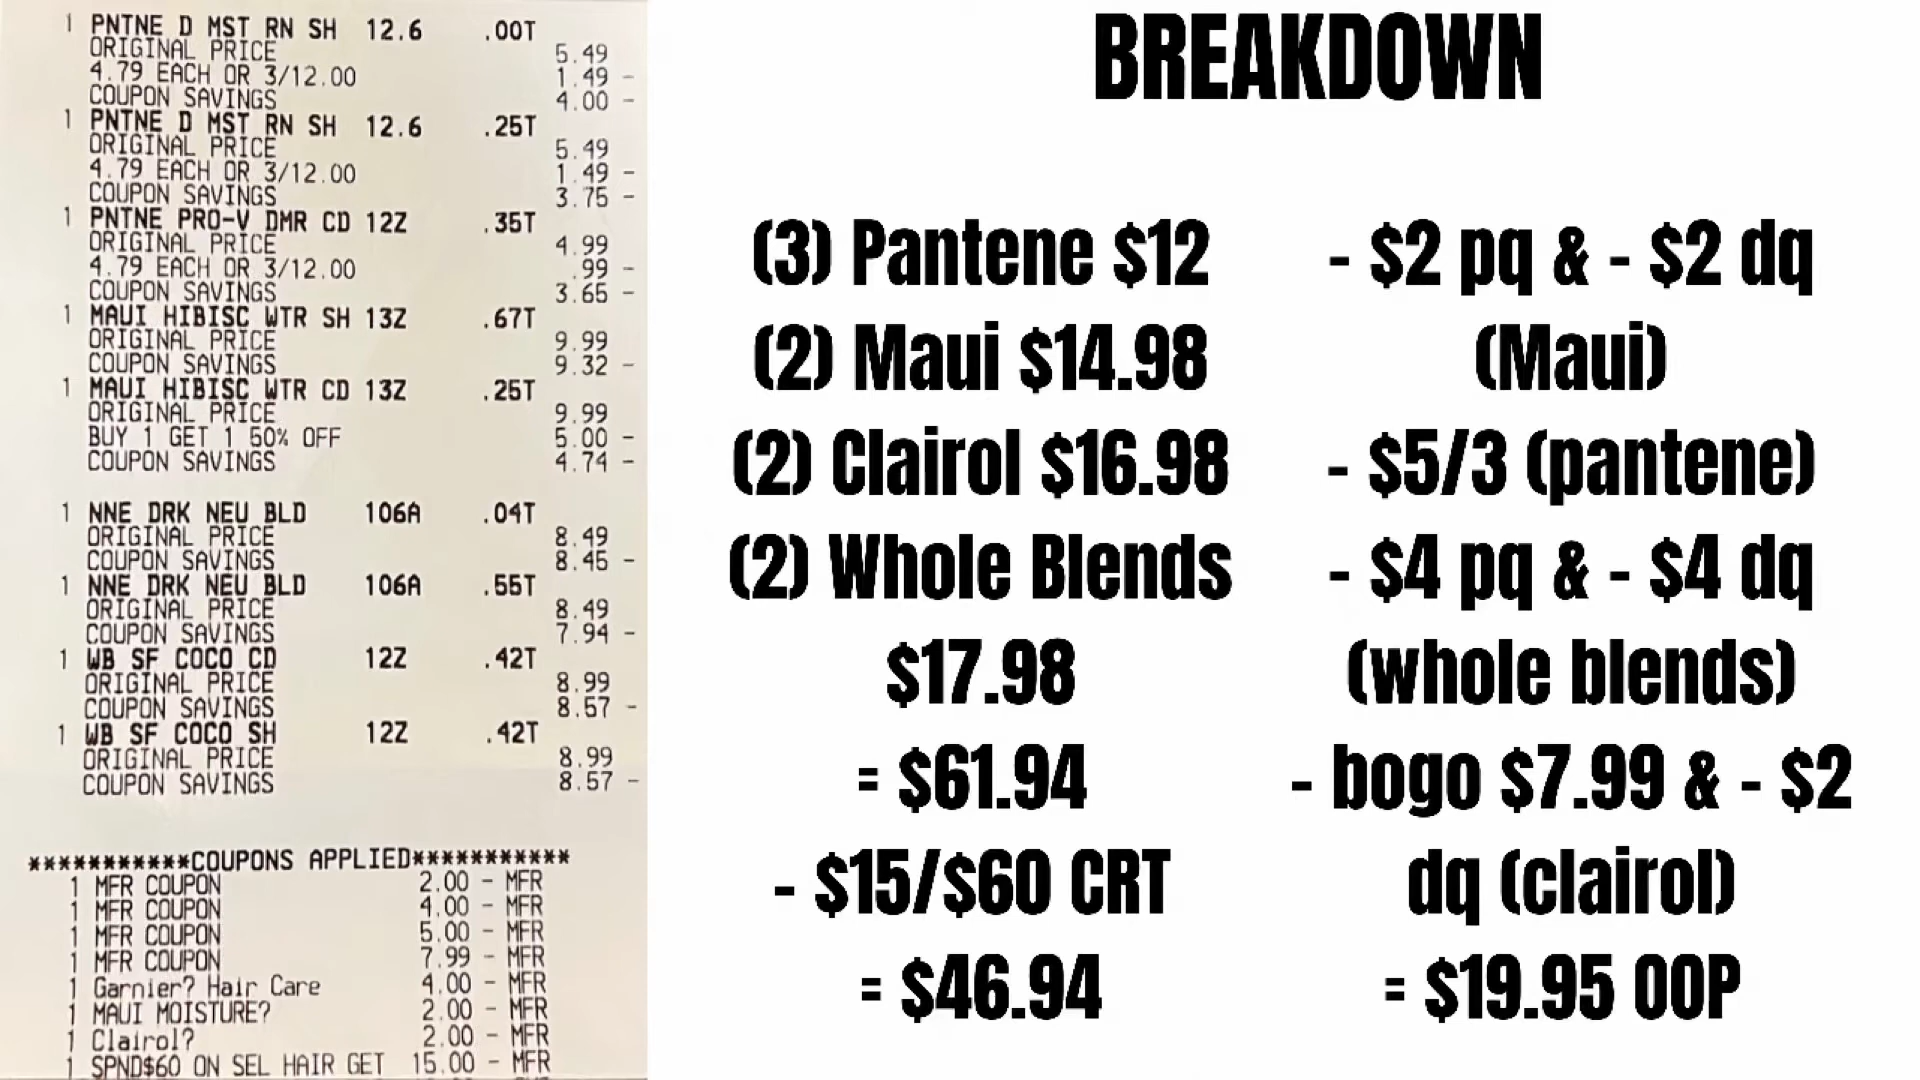 1 PNTNE D MST RN SH 12.6 .00T
ORIGINAL PRICE 5.49
4.79 EACH OR 3/12.00 1.49 -
COUPON SAVINGS 4.00 -
1 PNTNE D MST RN SH 12.6 .25T
ORIGINAL PRICE 5.49
4.79 EACH OR 3/12.00 1.49 -
COUPON SAVINGS 3.75 -
1 PNTNE PRO-V DMR CD 12Z .35T
ORIGINAL PRICE 4.99
4.79 EACH OR 3/12.00 .99 -
COUPON SAVINGS 3.65 -
1 MAUI HIBISC WTR SH 13Z .67T
ORIGINAL PRICE 9.99
COUPON SAVINGS 9.32 -
1 MAUI HIBISC WTR CD 13Z .25T
ORIGINAL PRICE 9.99
BUY 1 GET 1 50% OFF 5.00 -
COUPON SAVINGS 4.74 -
1 NNE DRK NEU BLD 106A .04T
ORIGINAL PRICE 8.49
COUPON SAVINGS 8.45 -
1 NNE DRK NEU BLD 106A .55T
ORIGINAL PRICE 8.49
COUPON SAVINGS 7.94 -
1 WB SF COCO CD 12Z .42T
ORIGINAL PRICE 8.99
COUPON SAVINGS 8.57 -
1 WB SF COCO SH 12Z .42T
ORIGINAL PRICE 8.99
COUPON SAVINGS 8.57 -
***********COUPONS APPLIED***********
1 MFR COUPON 2.00 - MFR
1 MFR COUPON 4.00 - MFR
1 MFR COUPON 5.00 - MFR
1 MFR COUPON 7.99 - MFR
1 Garnier? Hair Care 4.00 - MFR
1 MAUI MOISTURE? 2.00 - MFR
1 Clairol? 2.00 - MFR
1 SPND$60 ON SEL HAIR GET 15.00 - MFR
BREAKDOWN
(3) Pantene $12
(2) Maui $14.98
(2) Clairol $16.98
(2) Whole Blends
$17.98
= $61.94
- $15/$60 CRT
= $46.94
- $2 pq & - $2 dq
(Maui)
- $5/3 (pantene)
- $4 pq & - $4 dq
(whole blends)
- bogo $7.99 & - $2
dq (clairol)
= $19.95 OOP